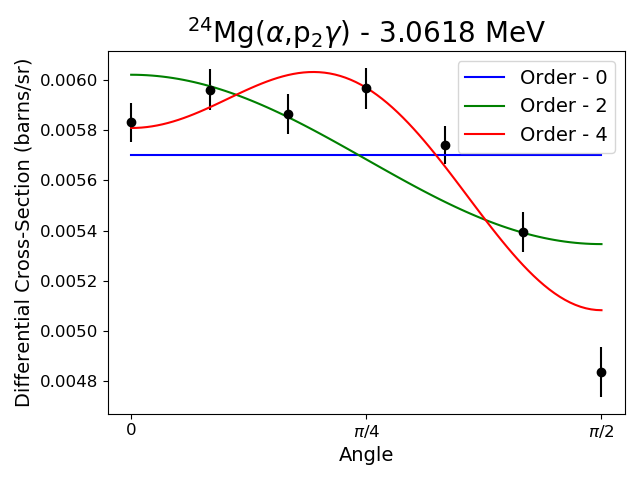 ²⁴Mg(α,p₂γ) - 3.0618 MeV
Order - 0
Order - 2
Order - 4
Differential Cross-Section (barns/sr)
0.0060
0.0058
0.0056
0.0054
0.0052
0.0050
0.0048
0 π/4 π/2
Angle